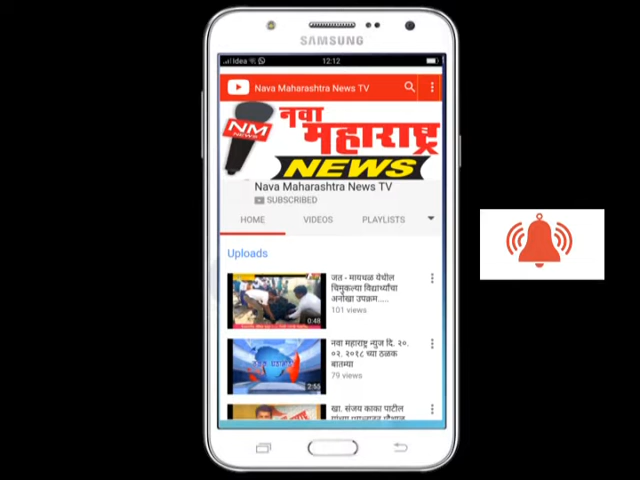 SAMSUNG
Idea 12:12
Nava Maharashtra News TV
नवा
महाराष्ट्र
NM
NEWS
NEWS
Nava Maharashtra News TV
SUBSCRIBED
HOME VIDEOS PLAYLISTS
Uploads
जत - मायथळ येथील
चिमुकल्या विद्यार्थ्यांचा
अनोखा उपक्रम.....
101 views
0:48
नवा महाराष्ट्र न्युज दि. २०.
०२. २०१८ च्या ठळक
बातम्या
79 views
2:55
खा. संजय काका पाटील